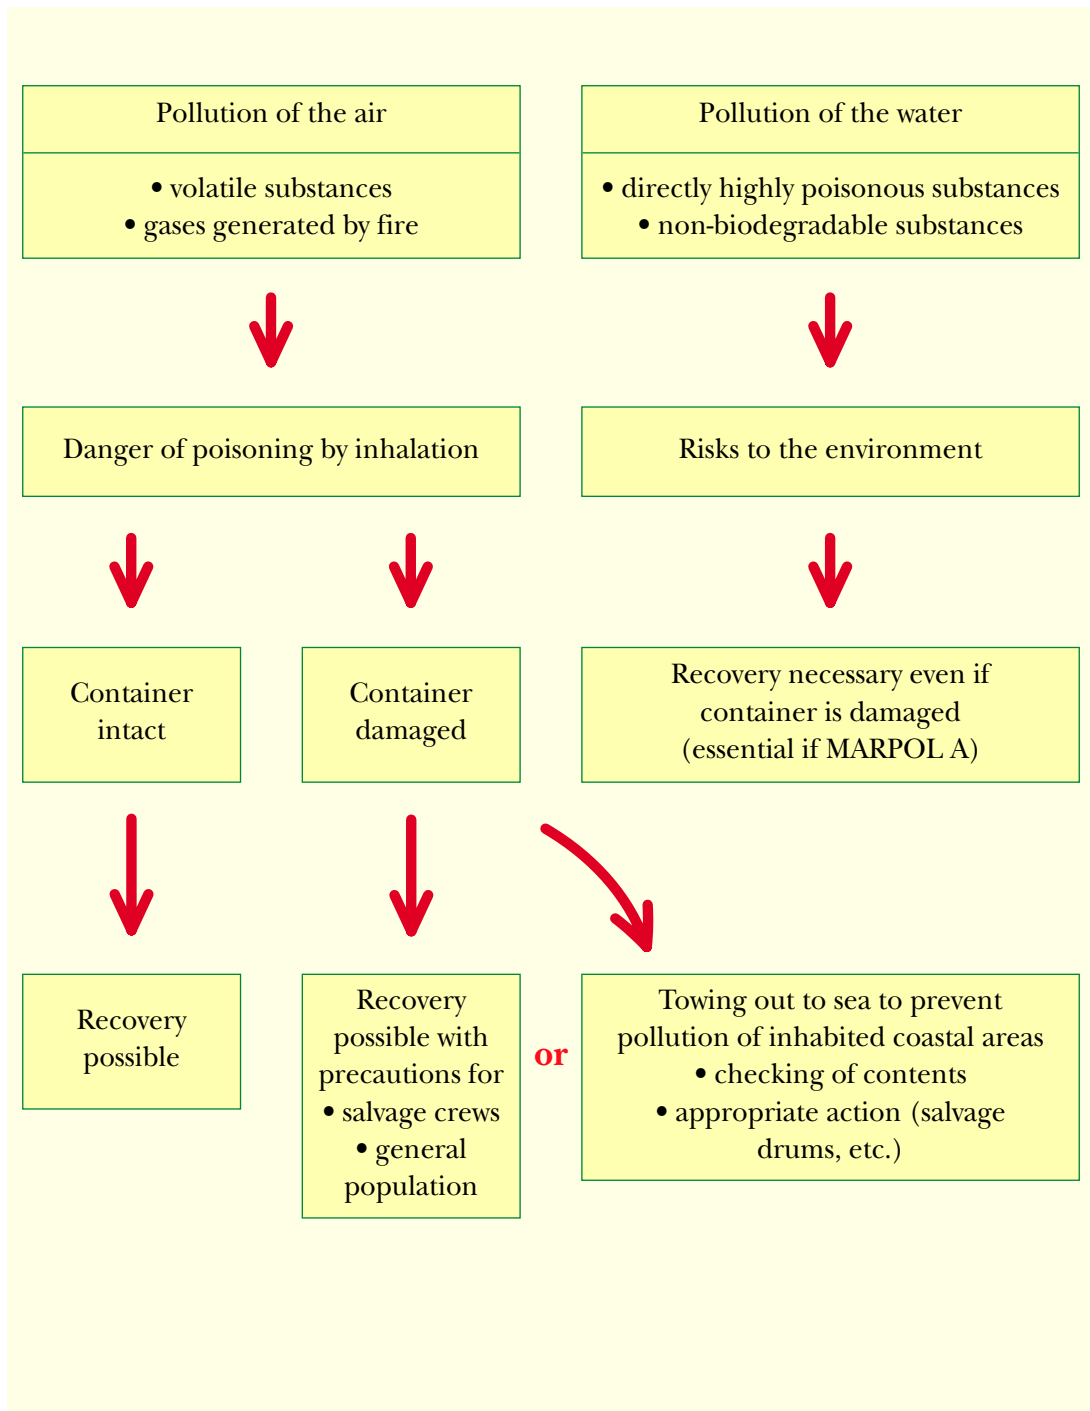 Pollution of the air
• volatile substances
• gases generated by fire
Pollution of the water
• directly highly poisonous substances
• non-biodegradable substances
Danger of poisoning by inhalation
Risks to the environment
Container
intact
Container
damaged
Recovery necessary even if
container is damaged
(essential if MARPOL A)
Recovery
possible
Recovery
possible with
precautions for
• salvage crews
• general
population
or
Towing out to sea to prevent
pollution of inhabited coastal areas
• checking of contents
• appropriate action (salvage
drums, etc.)